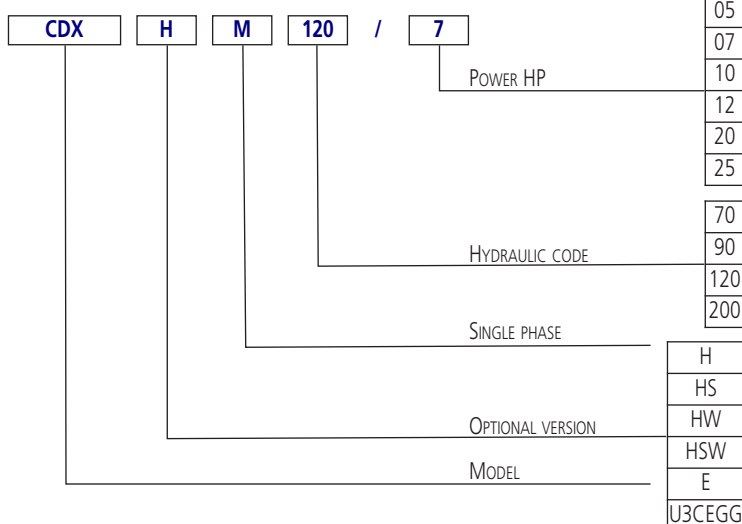 05
CDX H M 120 / 7
07
POWER HP 10
12
20
25
70
HYDRAULIC CODE 90
120
200
SINGLE PHASE
H
HS
OPTIONAL VERSION HW
HSW
MODEL E
U3CEGG